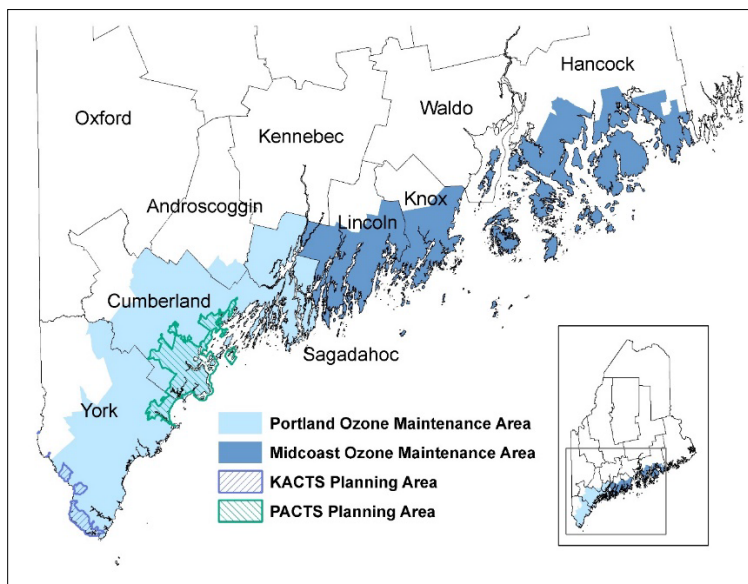 Hancock
Waldo
Oxford
Kennebec
Knox
Androscoggin
Lincoln
Cumberland
Sagadahoc
York
Portland Ozone Maintenance Area
Midcoast Ozone Maintenance Area
KACTS Planning Area
PACTS Planning Area